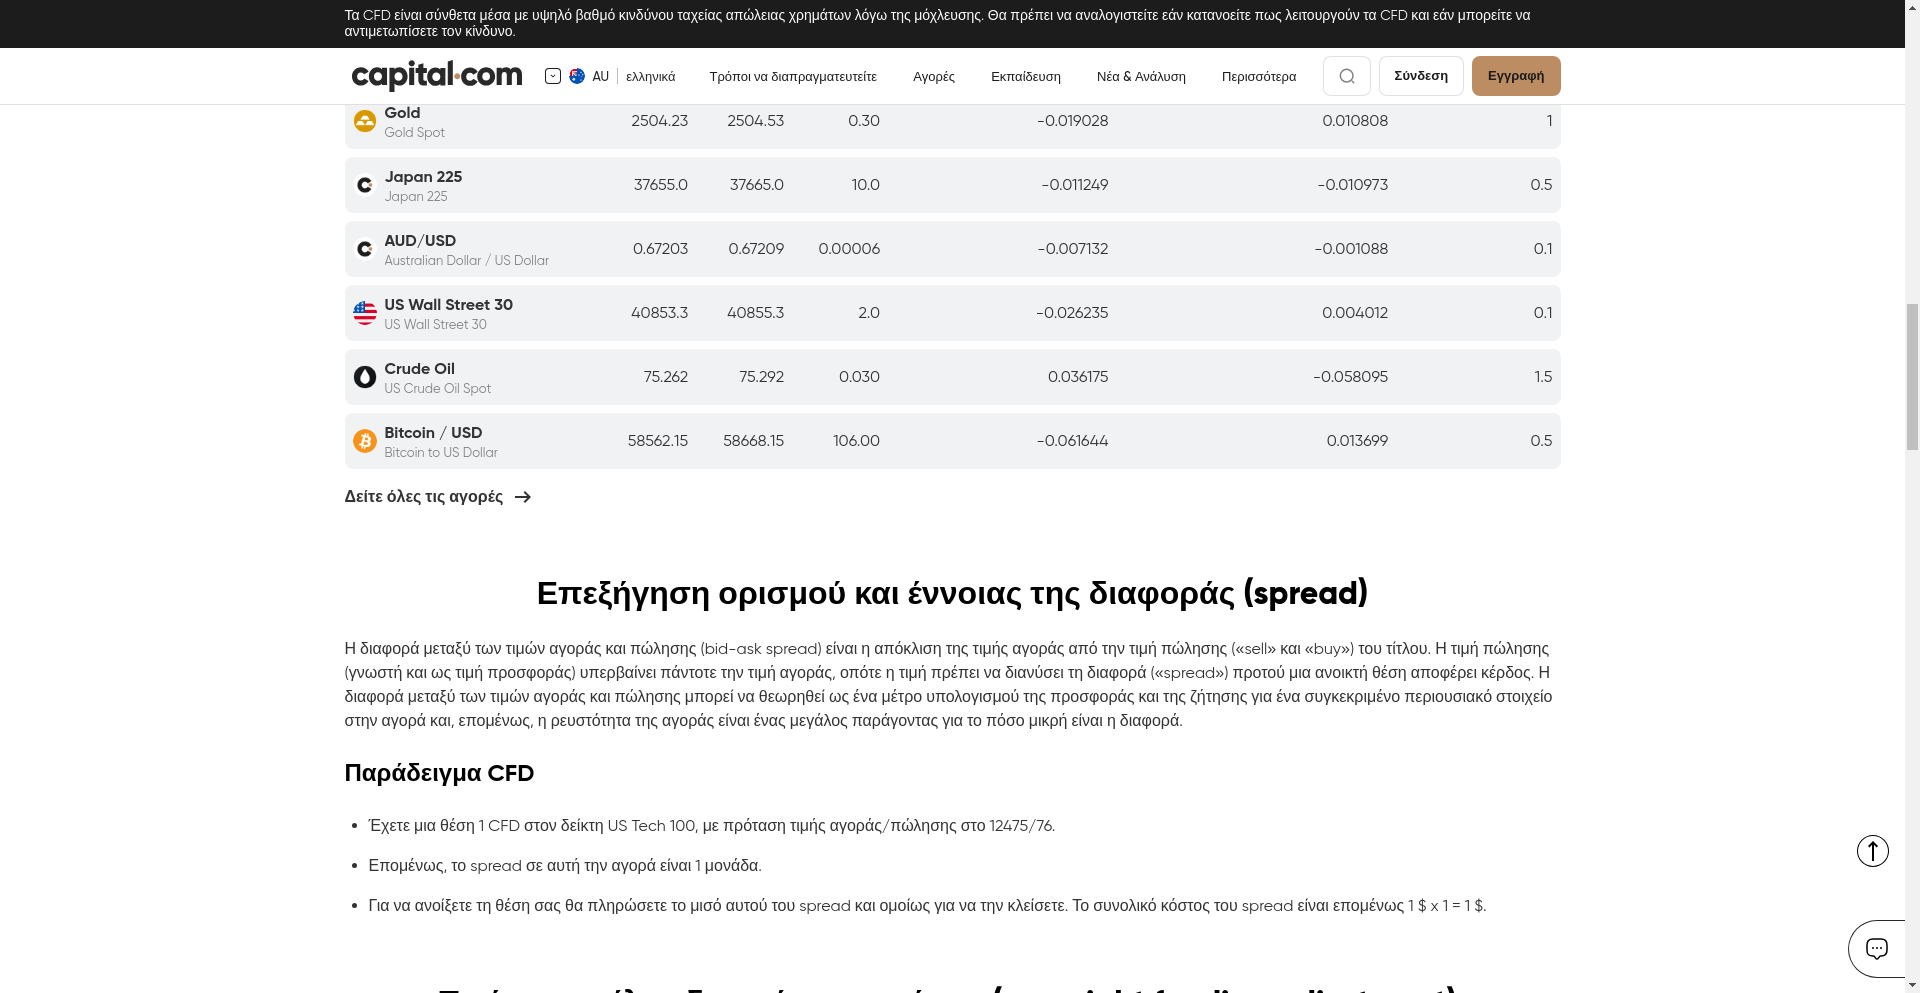 Τα CFD είναι σύνθετα μέσα με υψηλό βαθμό κινδύνου ταχείας απώλειας χρημάτων λόγω της μόχλευσης. Θα πρέπει να αναλογιστείτε εάν κατανοείτε πως λειτουργούν τα CFD και εάν μπορείτε να
αντιμετωπίσετε τον κίνδυνο.
capital.com AU ελληνικά Τρόποι να διαπραγματευτείτε Αγορές Εκπαίδευση Νέα & Ανάλυση Περισσότερα Σύνδεση Εγγραφή
Gold
Gold Spot
2504.23 2504.53 0.30 -0.019028 0.010808 1
Japan 225
Japan 225
37655.0 37665.0 10.0 -0.011249 -0.010973 0.5
AUD/USD
Australian Dollar / US Dollar
0.67203 0.67209 0.00006 -0.007132 -0.001088 0.1
US Wall Street 30
US Wall Street 30
40853.3 40855.3 2.0 -0.026235 0.004012 0.1
Crude Oil
US Crude Oil Spot
75.262 75.292 0.030 0.036175 -0.058095 1.5
Bitcoin / USD
Bitcoin to US Dollar
58562.15 58668.15 106.00 -0.061644 0.013699 0.5
Δείτε όλες τις αγορές
Επεξήγηση ορισμού και έννοιας της διαφοράς (spread)
Η διαφορά μεταξύ των τιμών αγοράς και πώλησης (bid-ask spread) είναι η απόκλιση της τιμής αγοράς από την τιμή πώλησης («sell» και «buy») του τίτλου. Η τιμή πώλησης
(γνωστή και ως τιμή προσφοράς) υπερβαίνει πάντοτε την τιμή αγοράς, οπότε η τιμή πρέπει να διανύσει τη διαφορά («spread») προτού μια ανοικτή θέση αποφέρει κέρδος. Η
διαφορά μεταξύ των τιμών αγοράς και πώλησης μπορεί να θεωρηθεί ως ένα μέτρο υπολογισμού της προσφοράς και της ζήτησης για ένα συγκεκριμένο περιουσιακό στοιχείο
στην αγορά και, επομένως, η ρευστότητα της αγοράς είναι ένας μεγάλος παράγοντας για το πόσο μικρή είναι η διαφορά.
Παράδειγμα CFD
• Έχετε μια θέση 1 CFD στον δείκτη US Tech 100, με πρόταση τιμής αγοράς/πώλησης στο 12475/76.
• Επομένως, το spread σε αυτή την αγορά είναι 1 μονάδα.
• Για να ανοίξετε τη θέση σας θα πληρώσετε το μισό αυτού του spread και ομοίως για να την κλείσετε. Το συνολικό κόστος του spread είναι επομένως 1 $ x 1 = 1 $.